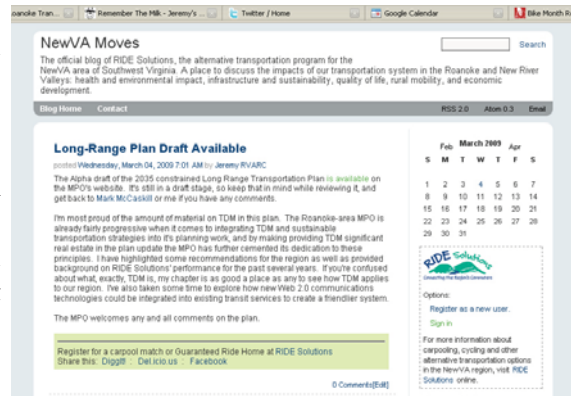 oanoke Tran...
Remember The Milk - Jeremy's ...
Twitter / Home
Google Calendar
Bike Month R
NewVA Moves
Search
The official blog of RIDE Solutions, the alternative transportation program for the
NewVA area of Southwest Virginia. A place to discuss the impacts of our transportation system in the Roanoke and New River
Valleys: health and environmental impact, infrastructure and sustainability, quality of life, rural mobility, and economic
development.
Blog Home Contact
RSS 2.0 Atom 0.3 Email
Long-Range Plan Draft Available
posted Wednesday, March 04, 2009 7:01 AM by Jeremy RVARC
The Alpha draft of the 2035 constrained Long Range Transportation Plan is available on
the MPO's website. It's still in a draft stage, so keep that in mind while reviewing it, and
get back to Mark McCaskill or me if you have any comments.
I'm most proud of the amount of material on TDM in this plan. The Roanoke-area MPO is
already fairly progressive when it comes to integrating TDM and sustainable
transportation strategies into it's planning work, and by making providing TDM significant
real estate in the plan update the MPO has further cemented its dedication to these
principles. I have highlighted some recommendations for the region as well as provided
background on RIDE Solutions' performance for the past several years. If you're confused
about what, exactly, TDM is, my chapter is as good a place as any to see how TDM applies
to our region. I've also taken some time to explore how new Web 2.0 communications
technologies could be integrated into existing transit services to create a friendlier system.
The MPO welcomes any and all comments on the plan.
Register for a carpool match or Guaranteed Ride Home at RIDE Solutions
Share this: DiggIt! :: Del.icio.us :: Facebook
0 Comments[Edit]
Feb March 2009 Apr
S M T W T F S
1 2 3 4 5 6 7
8 9 10 11 12 13 14
15 16 17 18 19 20 21
22 23 24 25 26 27 28
29 30 31
RIDE Solutions
Options:
Register as a new user.
Sign in
For more information about
carpooling, cycling and other
alternative transportation options
in the NewVA region, visit RIDE
Solutions online.